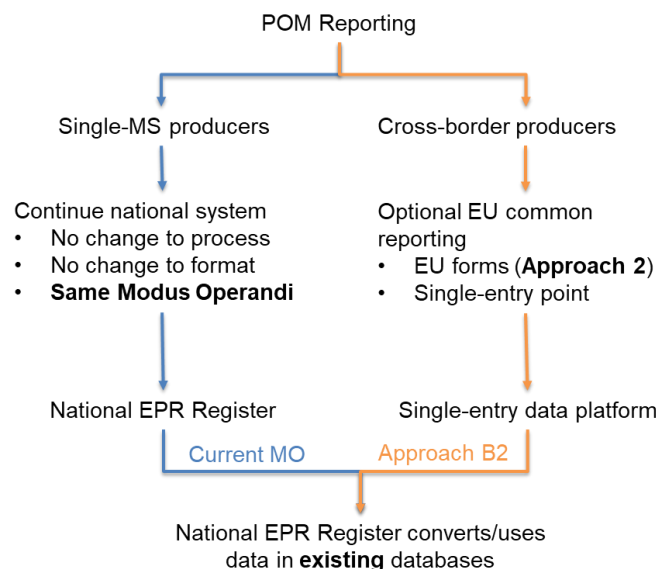 POM Reporting
Single-MS producers
Cross-border producers
Continue national system
• No change to process
• No change to format
• Same Modus Operandi
Optional EU common
reporting
• EU forms (Approach 2)
• Single-entry point
National EPR Register
Single-entry data platform
Current MO
Approach B2
National EPR Register converts/uses
data in existing databases